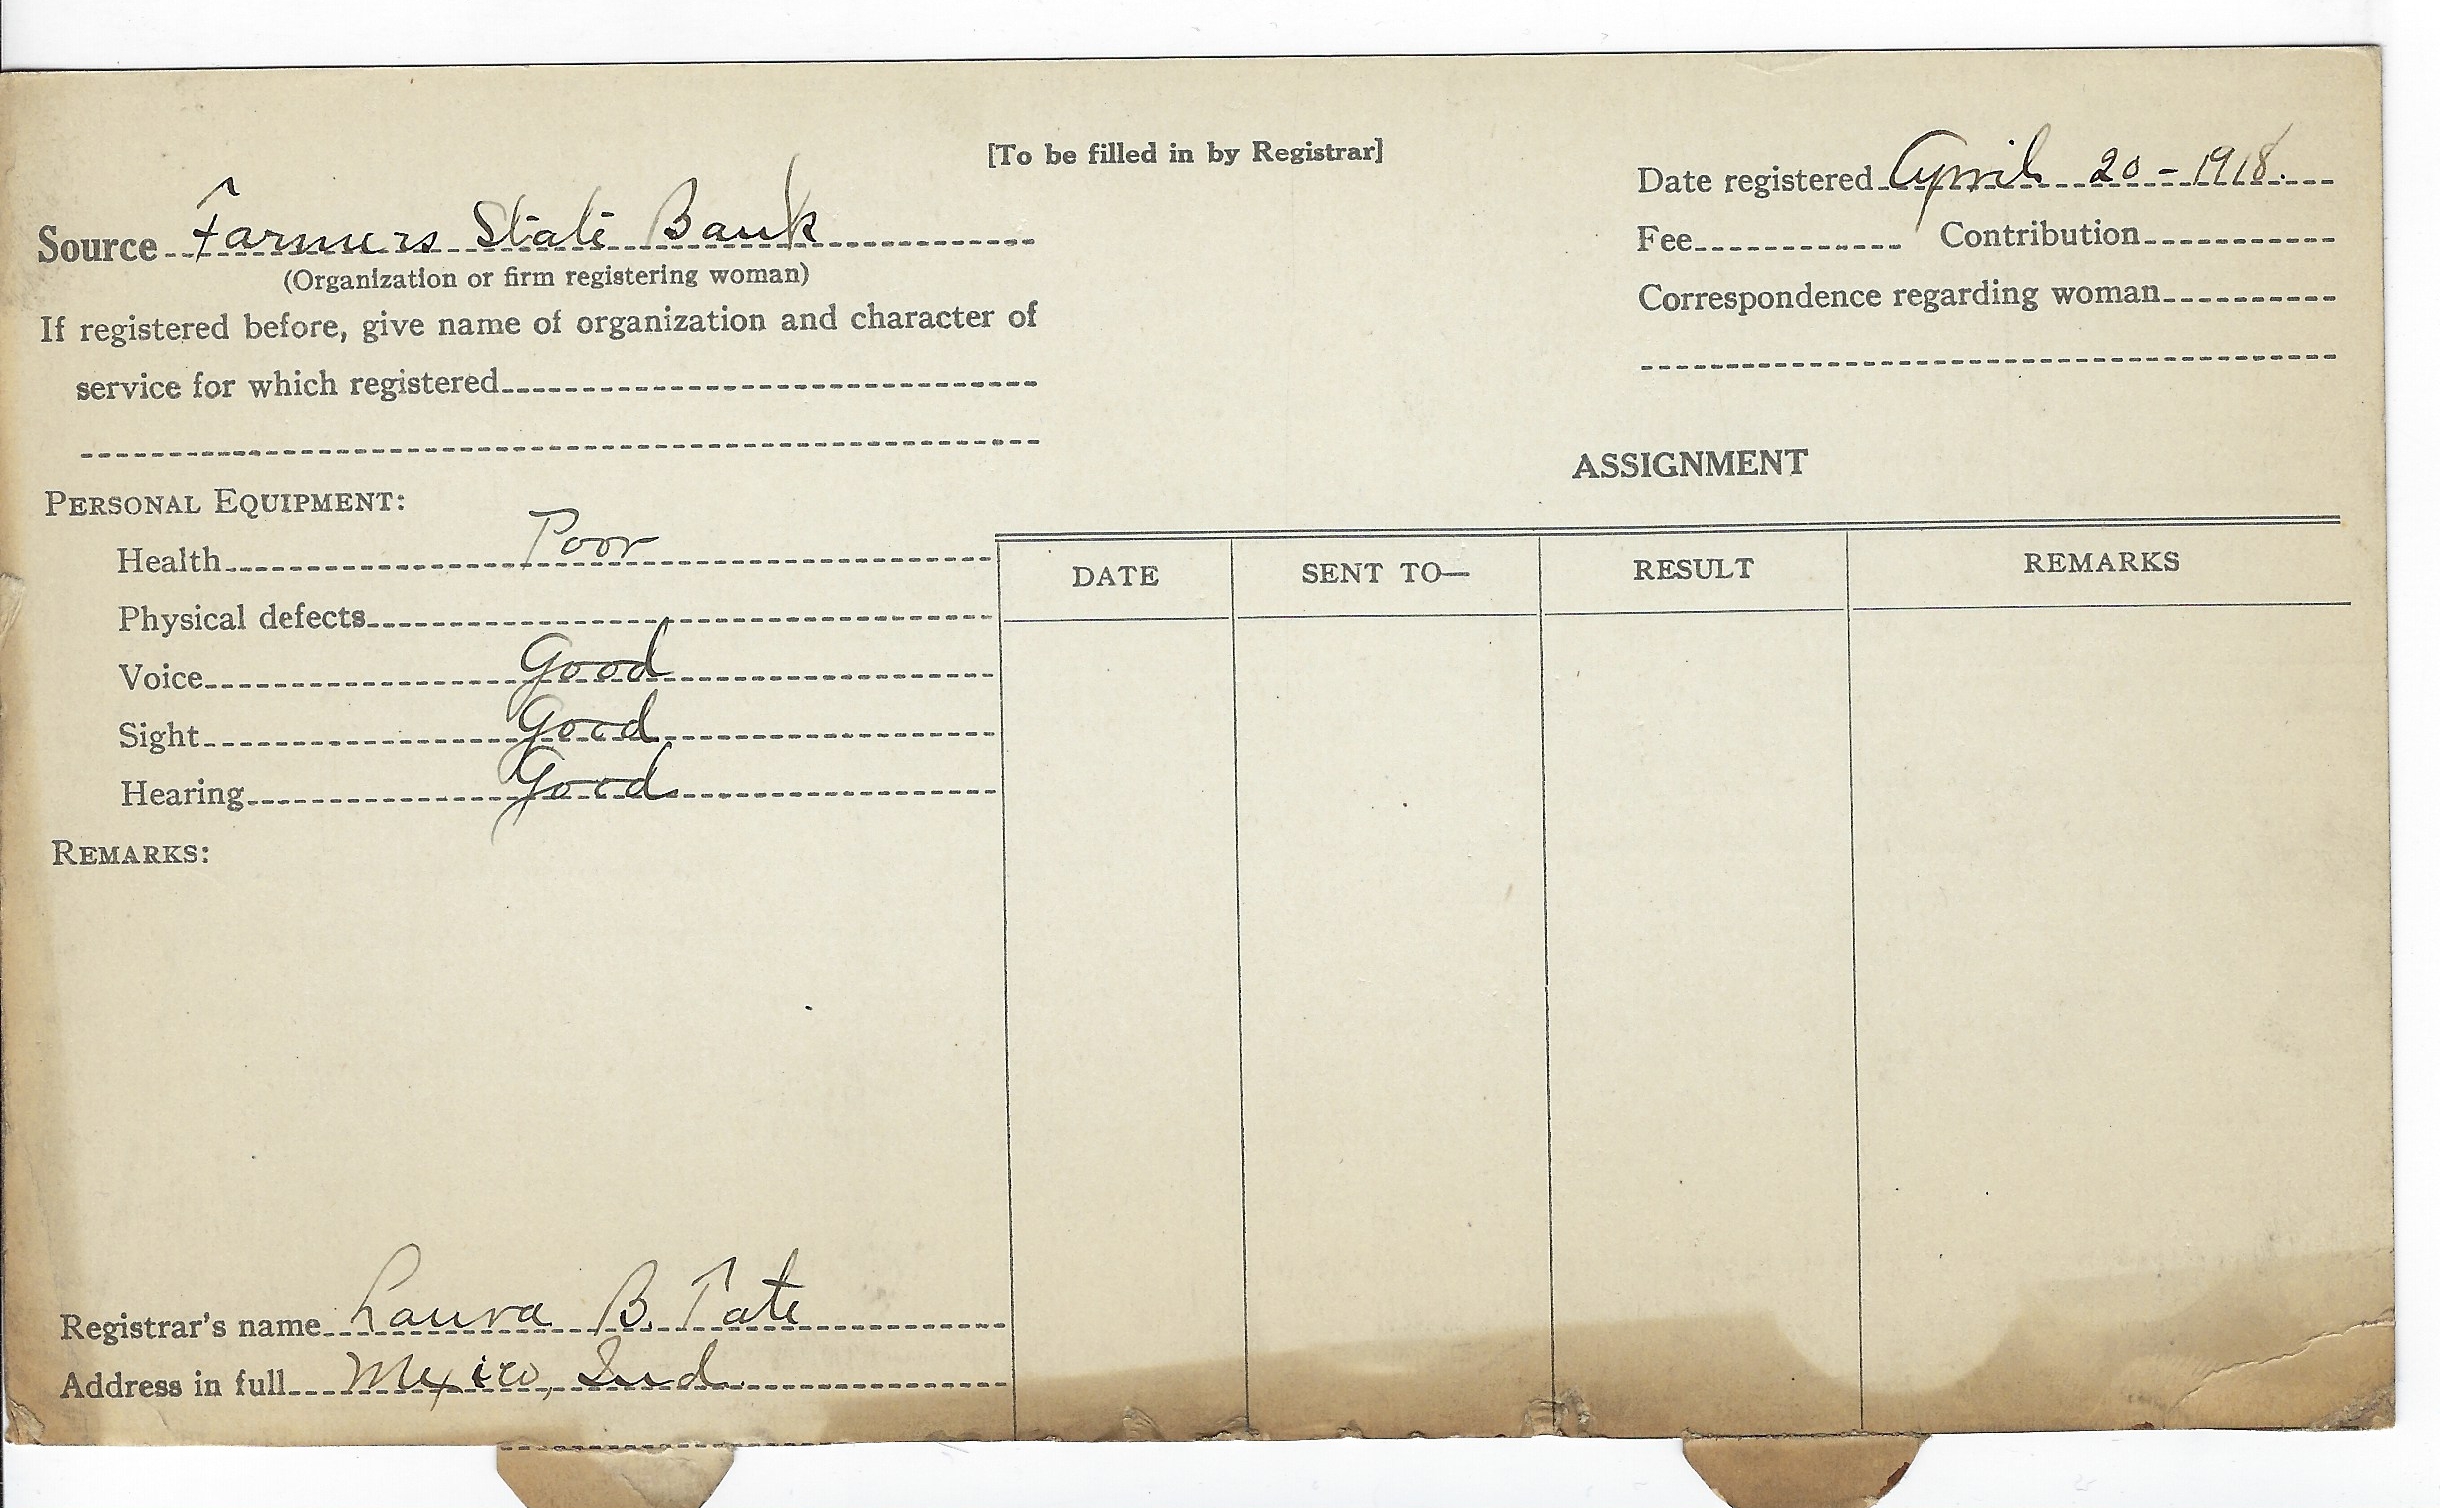 [To be filled in by Registrar]
Source Farmers State Bank
(Organization or firm registering woman)
If registered before, give name of organization and character of
service for which registered
Date registered April 20-1918.
Fee Contribution
Correspondence regarding woman
PERSONAL EQUIPMENT:
Health Poor
Physical defects
Voice Good
Sight Good
Hearing Good
REMARKS:
ASSIGNMENT
DATE SENT TO— RESULT REMARKS
Registrar's name Laura B. Tate
Address in full Mexico, Ind.